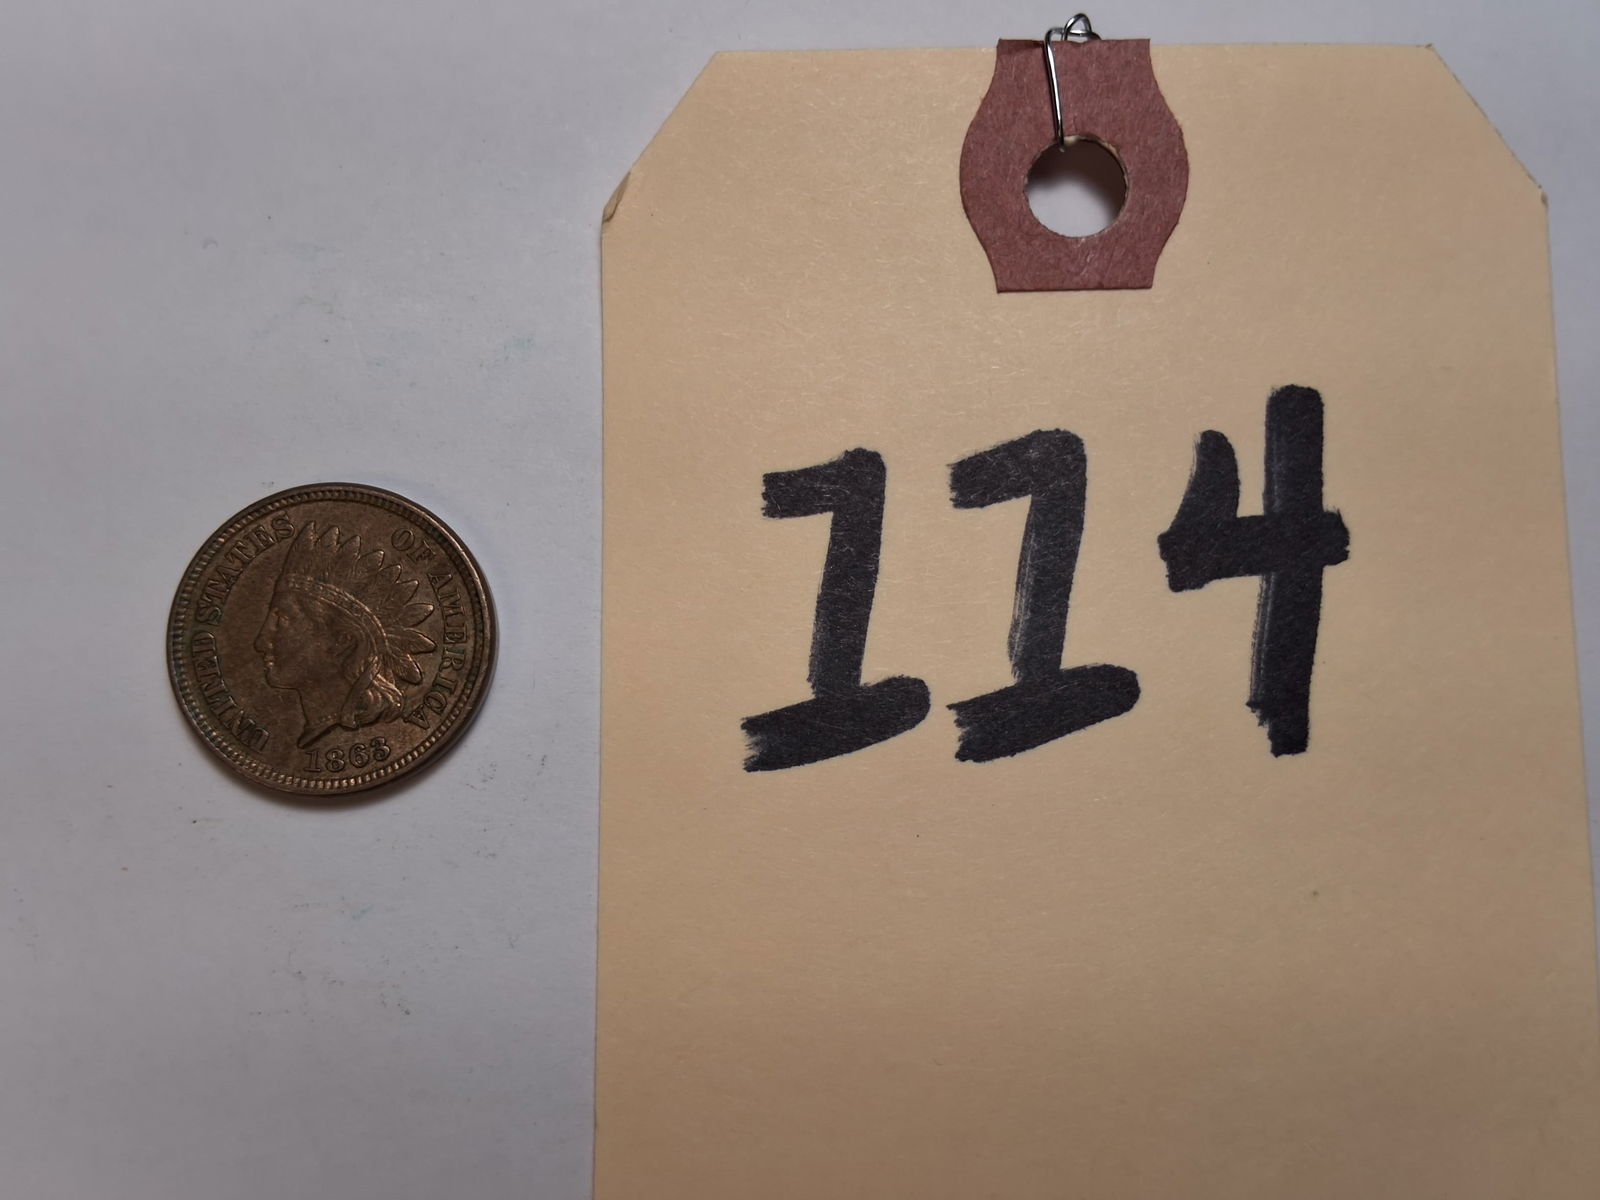 UNITED STATES OF AMERICA
1863
114